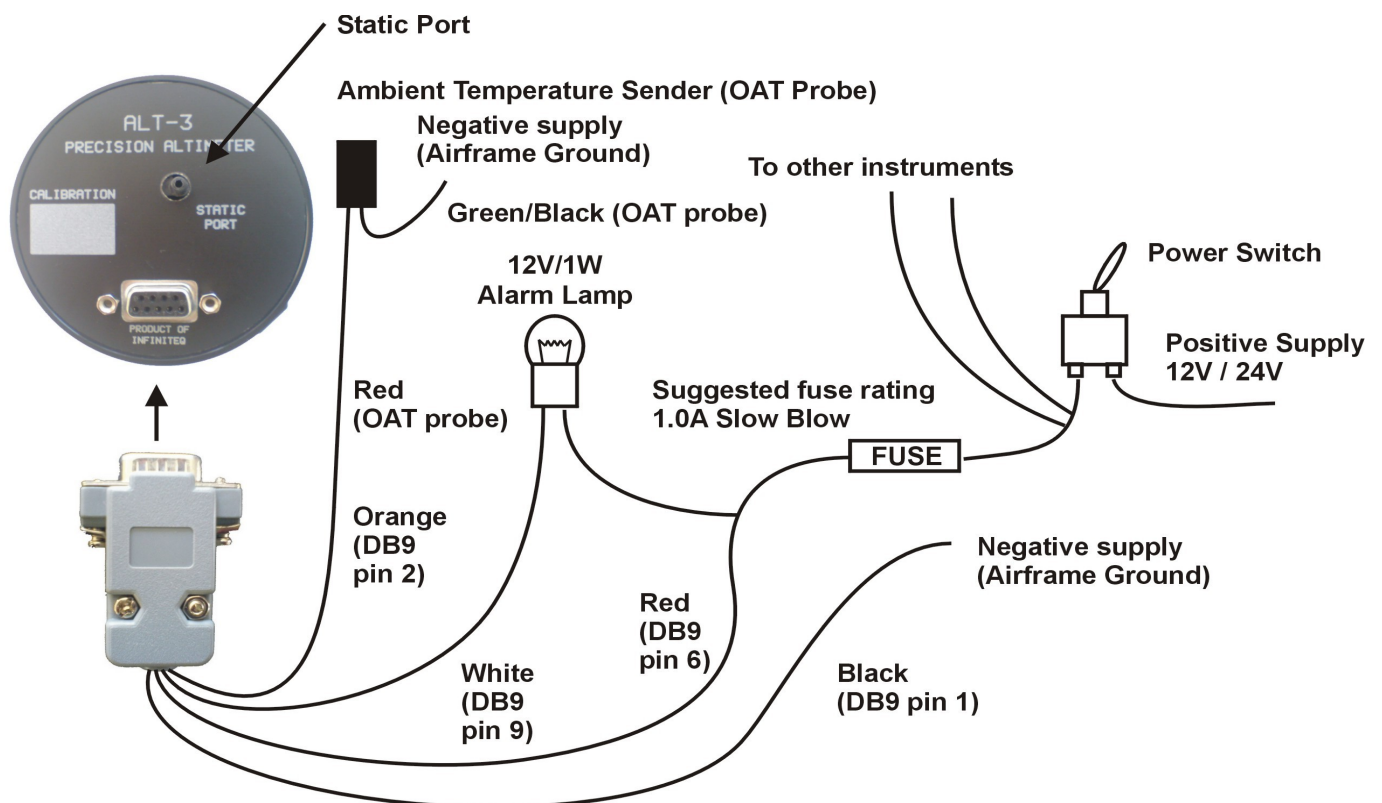 Static Port
Ambient Temperature Sender (OAT Probe)
Negative supply
(Airframe Ground)
Green/Black (OAT probe)
To other instruments
ALT-3
PRECISION ALTIMETER
CALIBRATION
STATIC
PORT
PRODUCT OF
INFINITEQ
12V/1W
Alarm Lamp
Power Switch
Positive Supply
12V / 24V
Red
(OAT probe)
Suggested fuse rating
1.0A Slow Blow
FUSE
Orange
(DB9
pin 2)
Negative supply
(Airframe Ground)
Red
(DB9
pin 6)
White
(DB9
pin 9)
Black
(DB9 pin 1)